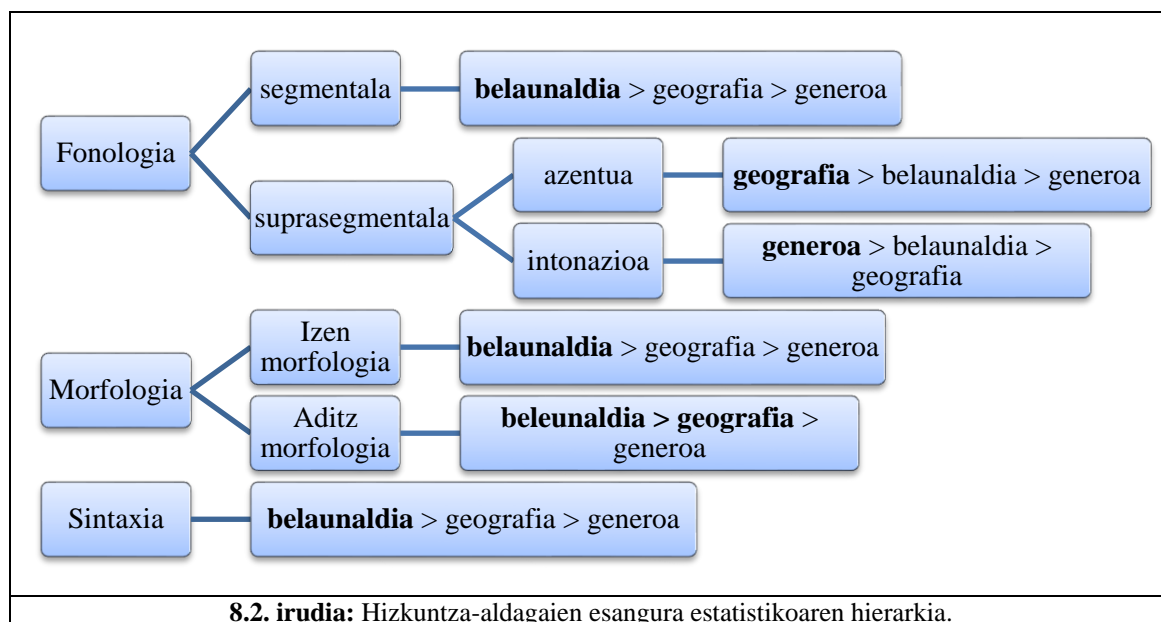 segmentala
belaunaldia > geografia > generoa
Fonologia
azentua
geografia > belaunaldia > generoa
suprasegmentala
intonazioa
generoa > belaunaldia >
geografia
Izen
morfologia
belaunaldia > geografia > generoa
Morfologia
Aditz
morfologia
beleunaldia > geografia >
generoa
Sintaxia
belaunaldia > geografia > generoa
8.2. irudia: Hizkuntza-aldagaien esangura estatistikoaren hierarkia.